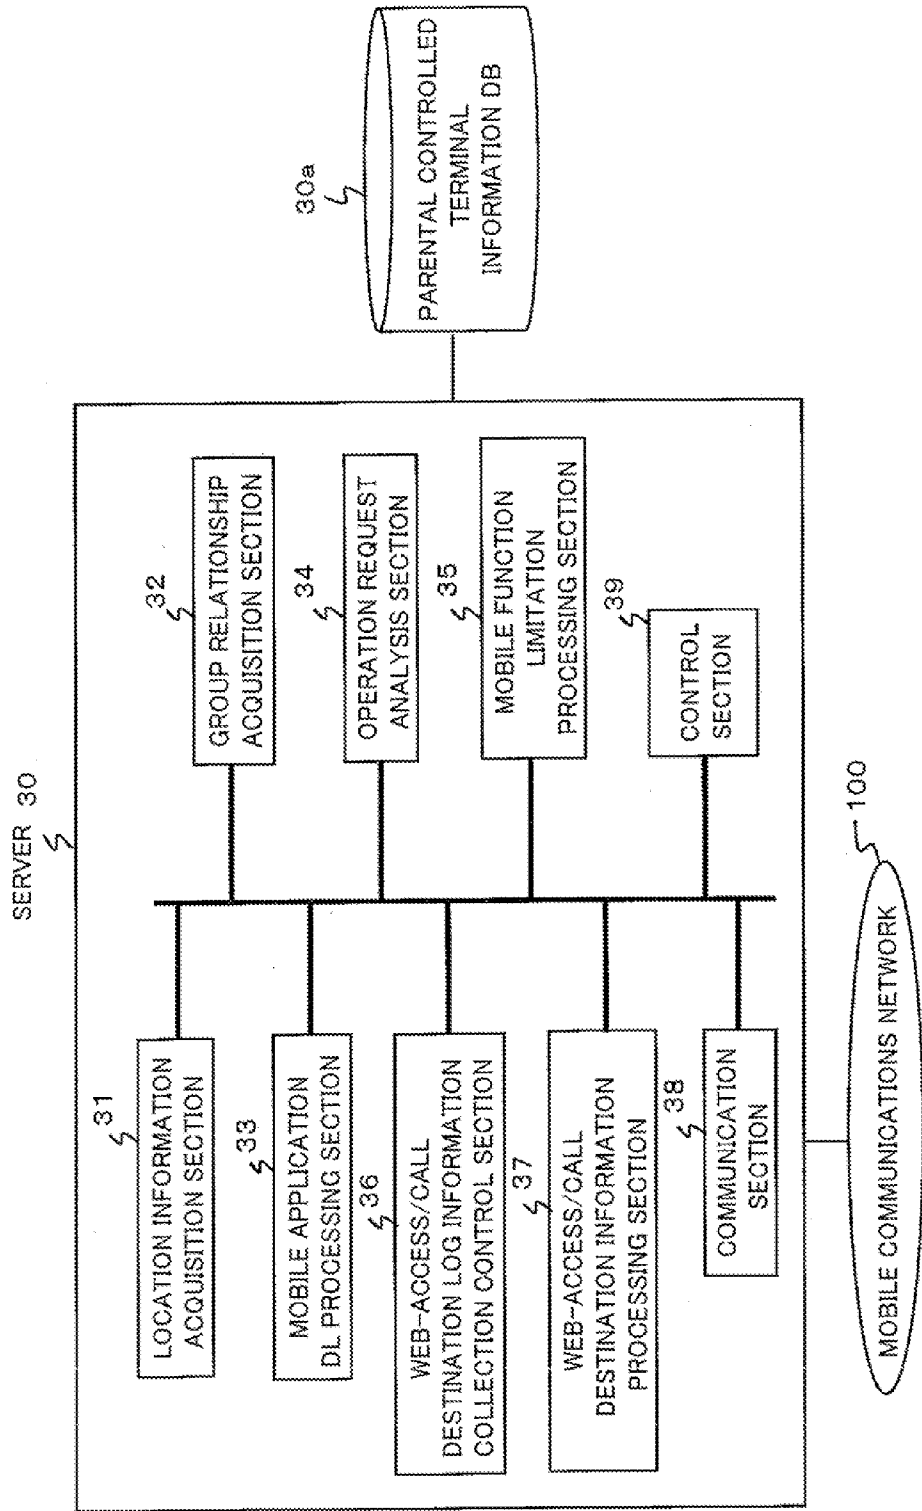 SERVER 30
31
LOCATION INFORMATION
ACQUISITION SECTION
32
GROUP RELATIONSHIP
ACQUISITION SECTION
33
MOBILE APPLICATION
DL PROCESSING SECTION
34
OPERATION REQUEST
ANALYSIS SECTION
36
WEB-ACCESS/CALL
DESTINATION LOG INFORMATION
COLLECTION CONTROL SECTION
35
MOBILE FUNCTION
LIMITATION
PROCESSING SECTION
37
WEB-ACCESS/CALL
DESTINATION INFORMATION
PROCESSING SECTION
39
CONTROL
SECTION
38
COMMUNICATION
SECTION
30a
PARENTAL CONTROLLED
TERMINAL
INFORMATION DB
100
MOBILE COMMUNICATIONS NETWORK